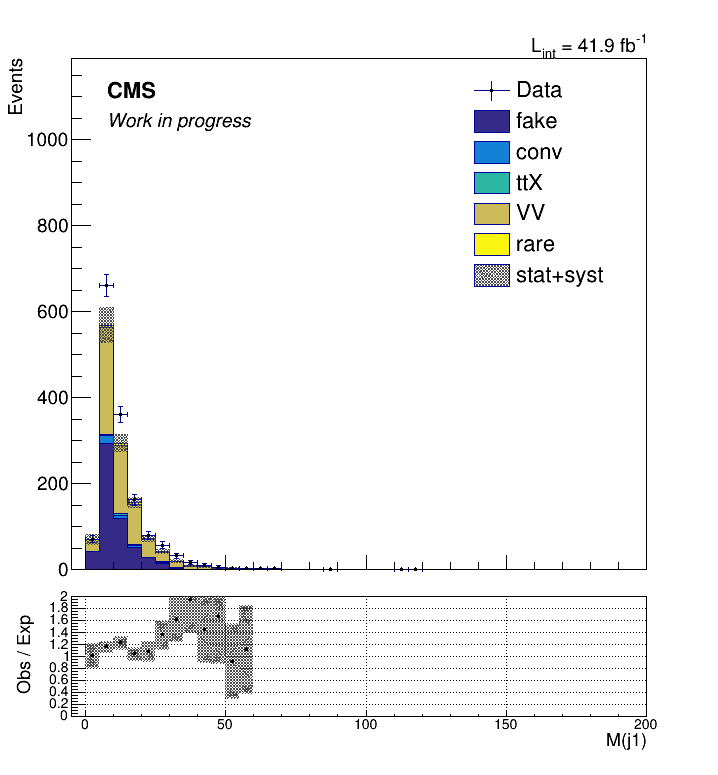 L_int = 41.9 fb^-1
Events
CMS
Work in progress
Data
fake
conv
ttX
VV
rare
stat+syst
1000
800
600
400
200
0
Obs / Exp
2
1.8
1.6
1.4
1.2
1
0.8
0.6
0.4
0.2
0
0 50 100 150 200
M(j1)